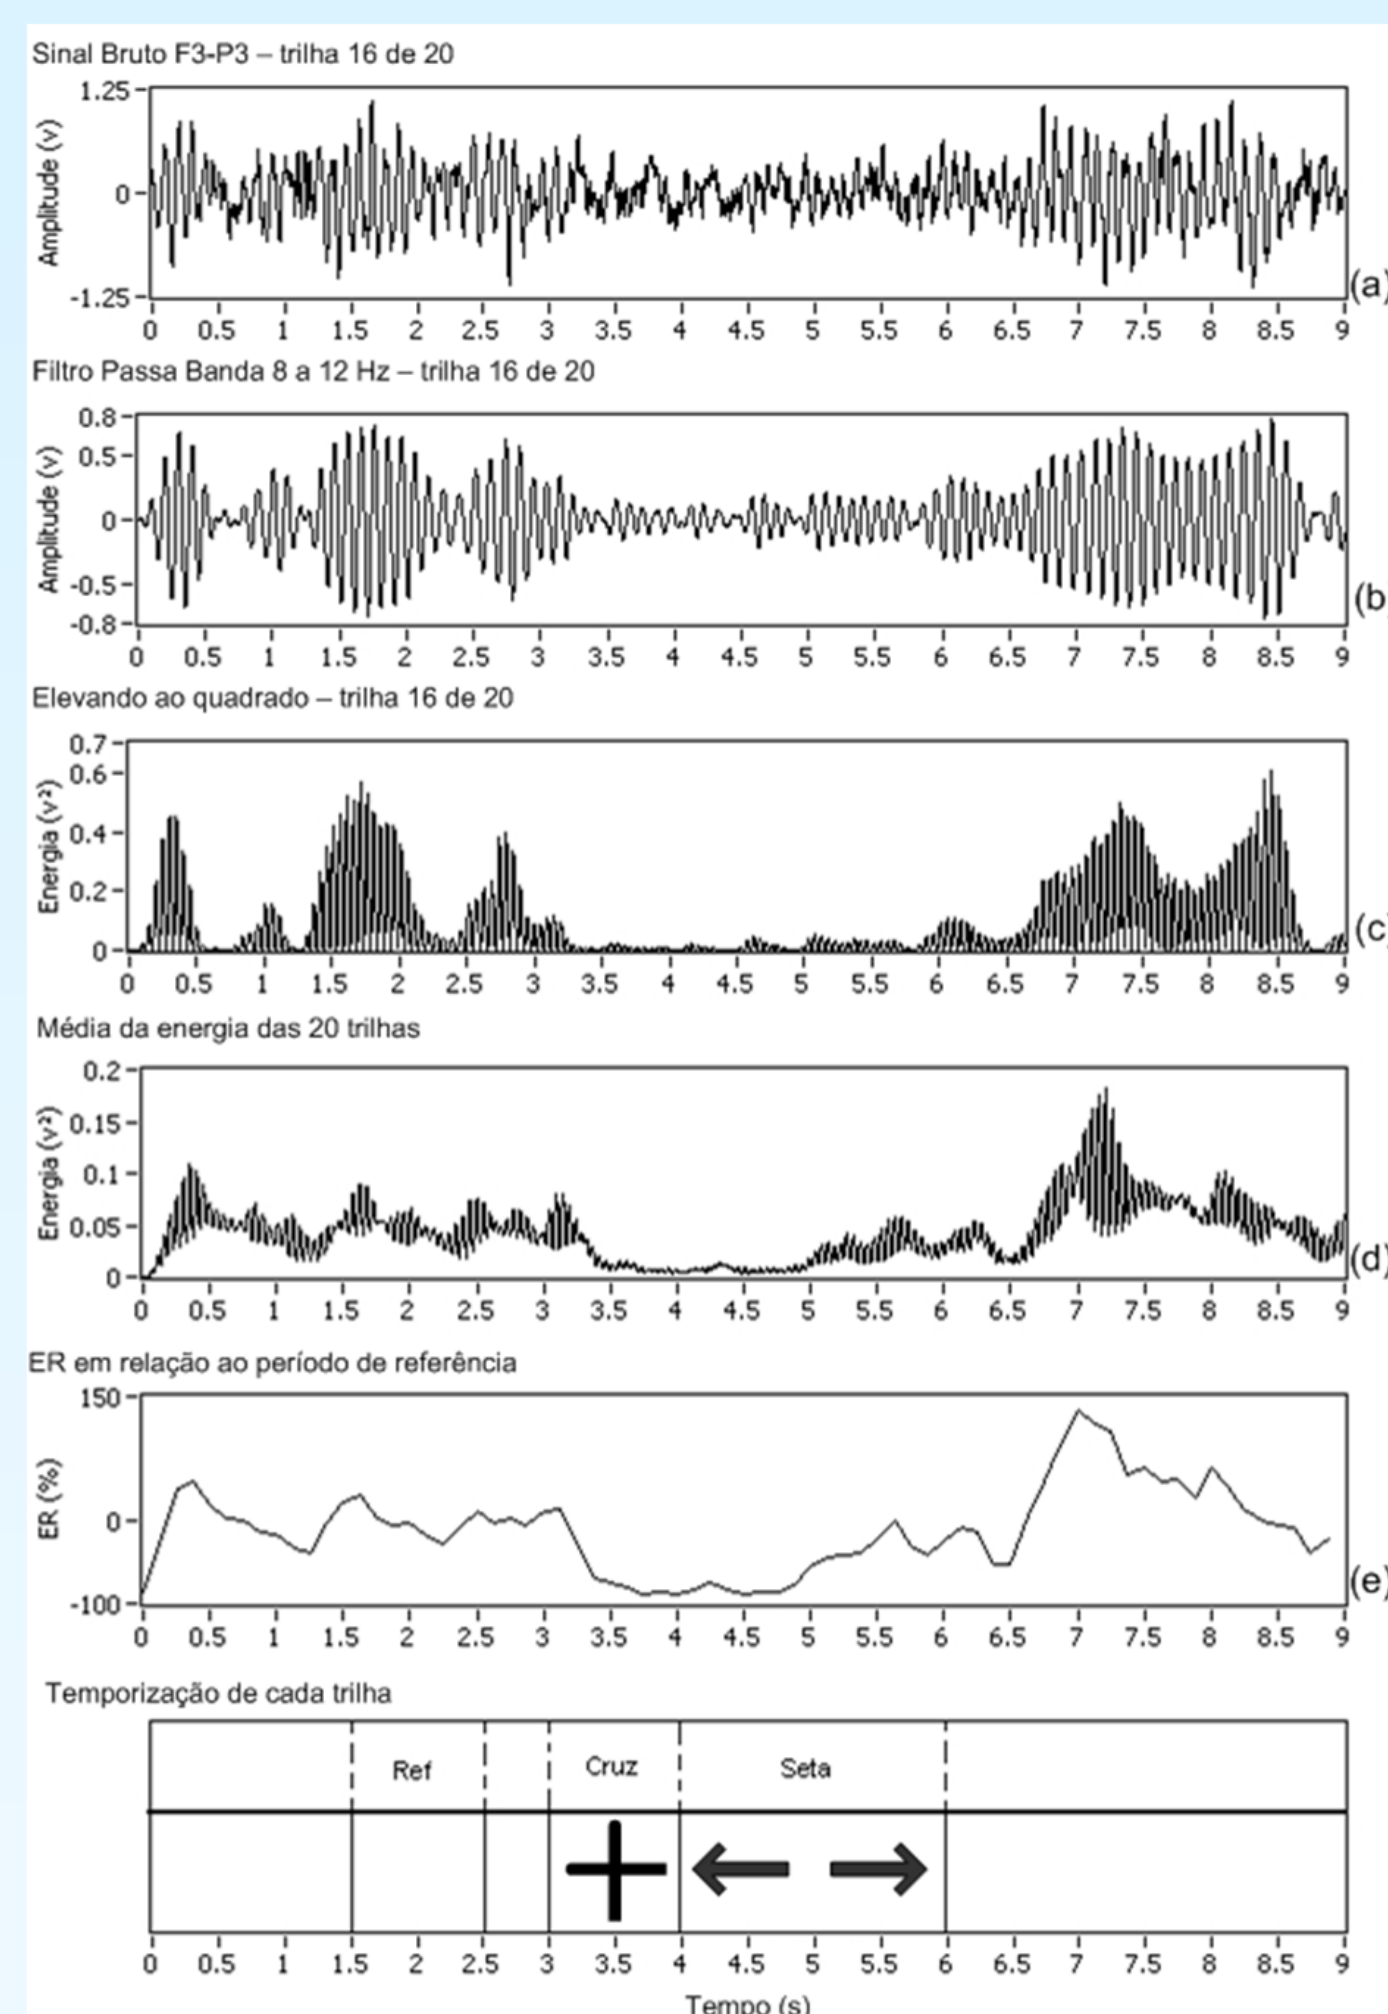 Sinal Bruto F3-P3 – trilha 16 de 20
1.25
0
-1.25
Amplitude (v)
(a)
0 0.5 1 1.5 2 2.5 3 3.5 4 4.5 5 5.5 6 6.5 7 7.5 8 8.5 9
Filtro Passa Banda 8 a 12 Hz – trilha 16 de 20
0.8
0.5
0
-0.5
-0.8
Amplitude (v)
(b
0 0.5 1 1.5 2 2.5 3 3.5 4 4.5 5 5.5 6 6.5 7 7.5 8 8.5 9
Elevando ao quadrado – trilha 16 de 20
0.7
0.6
0.4
0.2
0
Energia (v²)
(c
0 0.5 1 1.5 2 2.5 3 3.5 4 4.5 5 5.5 6 6.5 7 7.5 8 8.5 9
Média da energia das 20 trilhas
0.2
0.15
0.1
0.05
0
Energia (v²)
(d)
0 0.5 1 1.5 2 2.5 3 3.5 4 4.5 5 5.5 6 6.5 7 7.5 8 8.5 9
ER em relação ao período de referência
150
0
-100
ER (%)
(e)
0 0.5 1 1.5 2 2.5 3 3.5 4 4.5 5 5.5 6 6.5 7 7.5 8 8.5 9
Temporização de cada trilha
Ref Cruz Seta
0 0.5 1 1.5 2 2.5 3 3.5 4 4.5 5 5.5 6 6.5 7 7.5 8 8.5 9
Tempo (s)